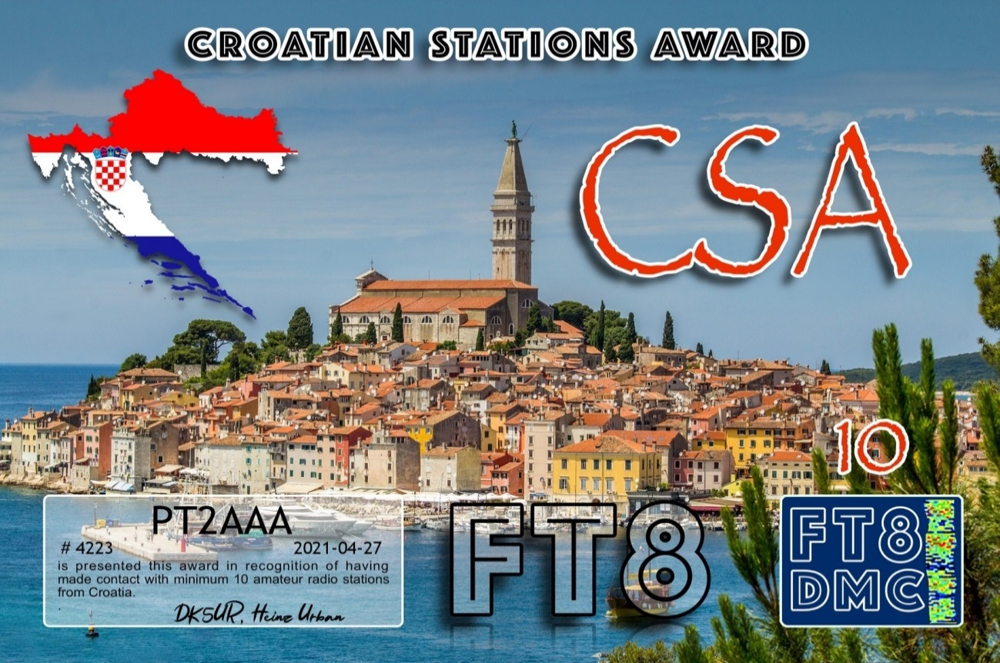 CROATIAN STATIONS AWARD
CSA
10
PT2AAA
# 4223 2021-04-27
is presented this award in recognition of having
made contact with minimum 10 amateur radio stations
from Croatia.
DK5UR, Heinz Urban
FT8
FT8
DMC